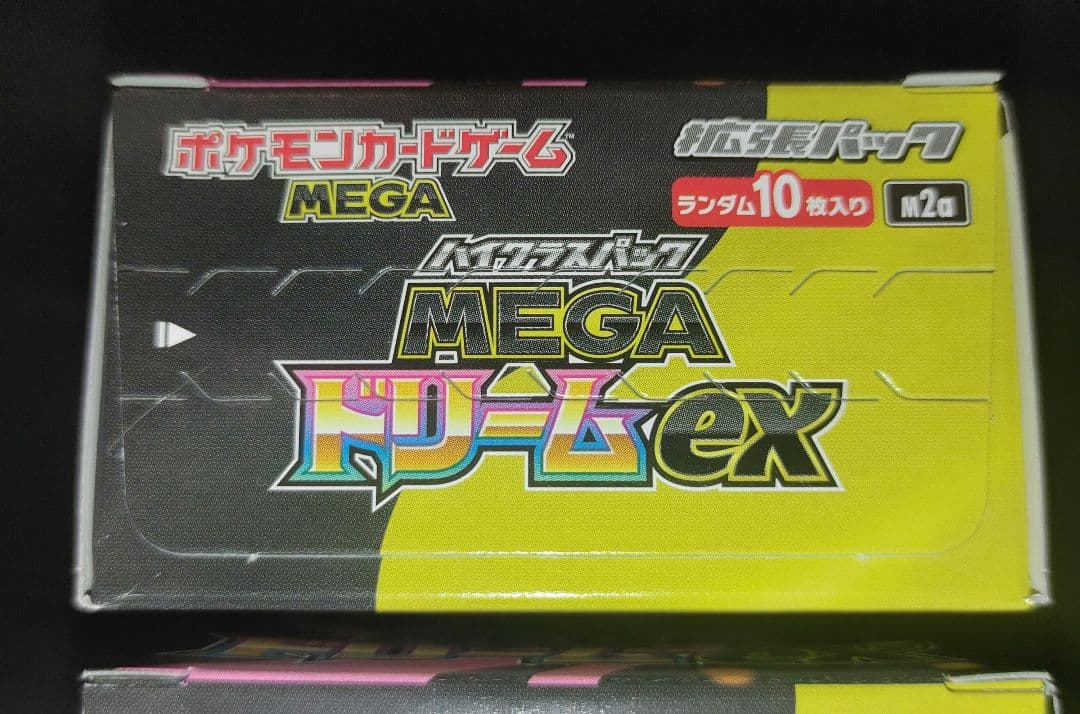 ポケモンカードゲーム™
MEGA
拡張パック
ランダム10枚入り
M2a
ハイクラスパック
MEGA
ドリームex